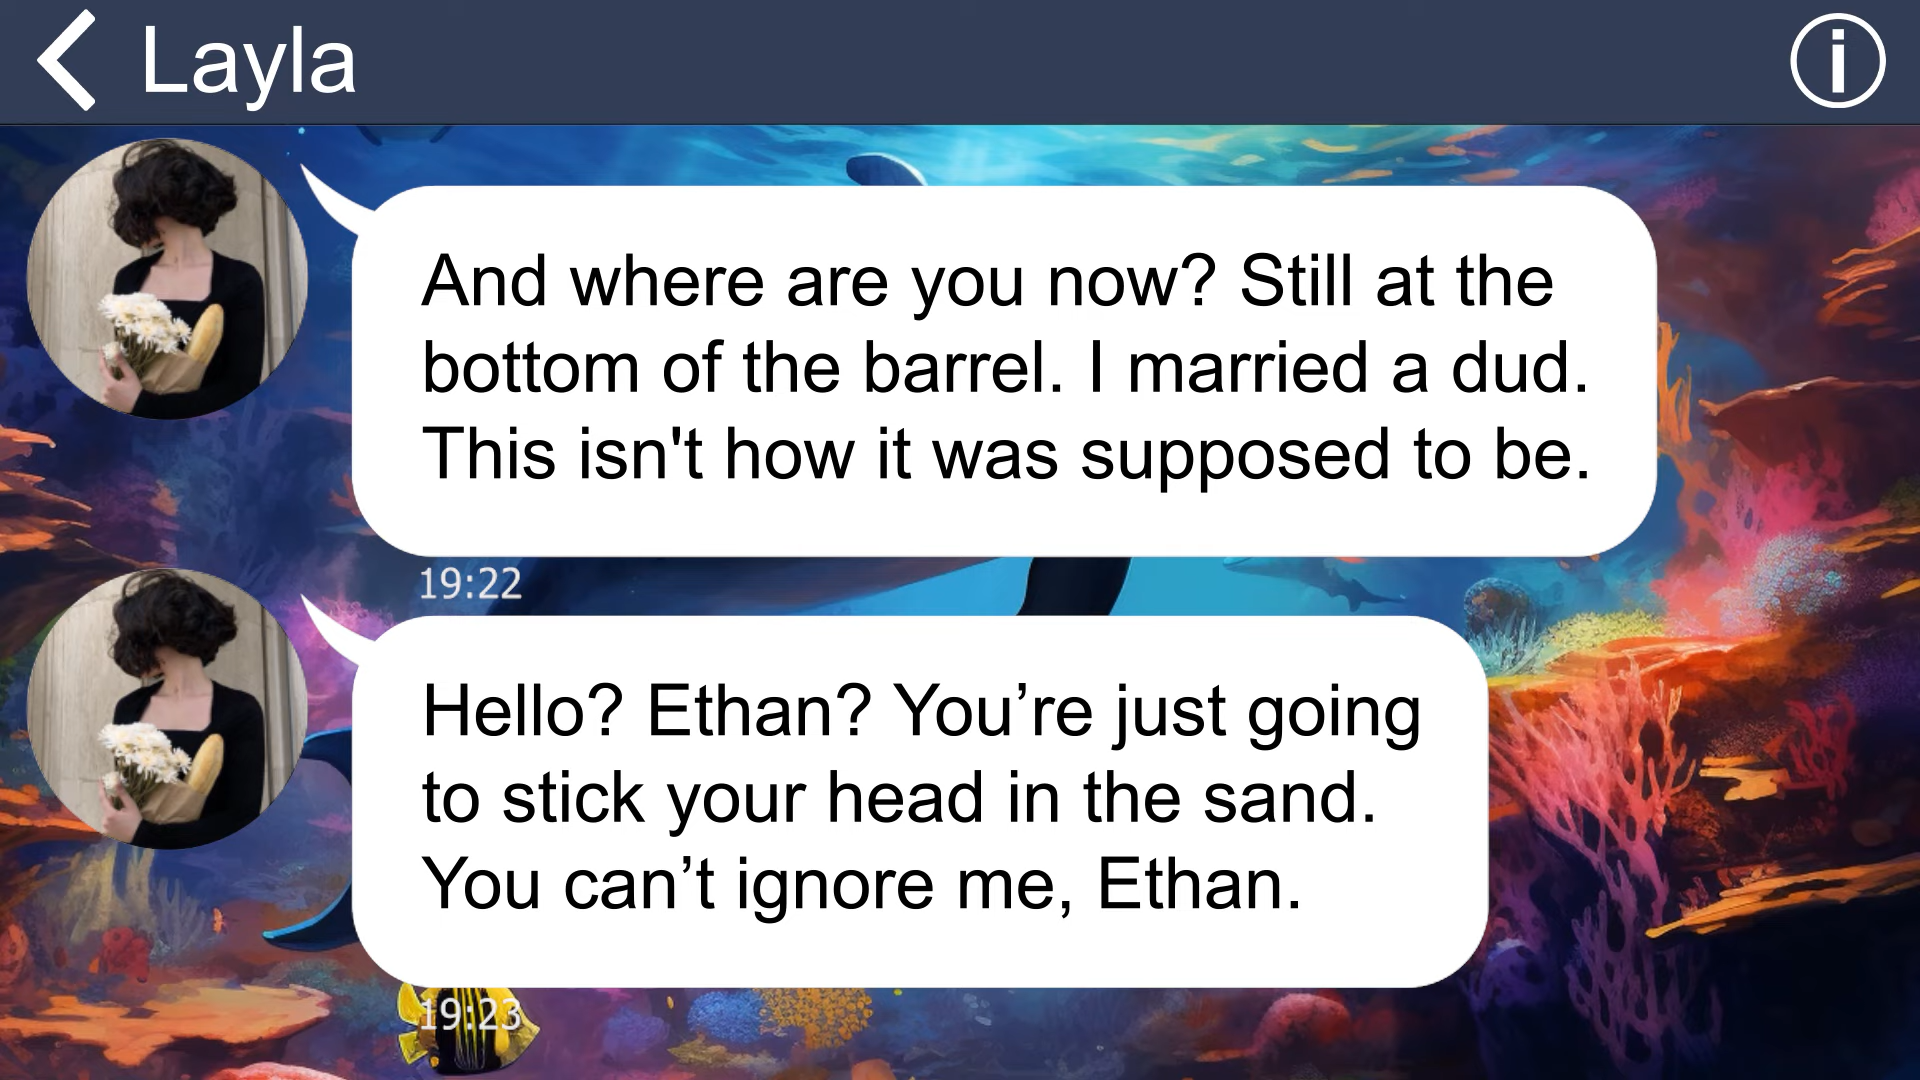 Layla
And where are you now? Still at the
bottom of the barrel. I married a dud.
This isn't how it was supposed to be.
19:22
Hello? Ethan? You’re just going
to stick your head in the sand.
You can’t ignore me, Ethan.
19:23